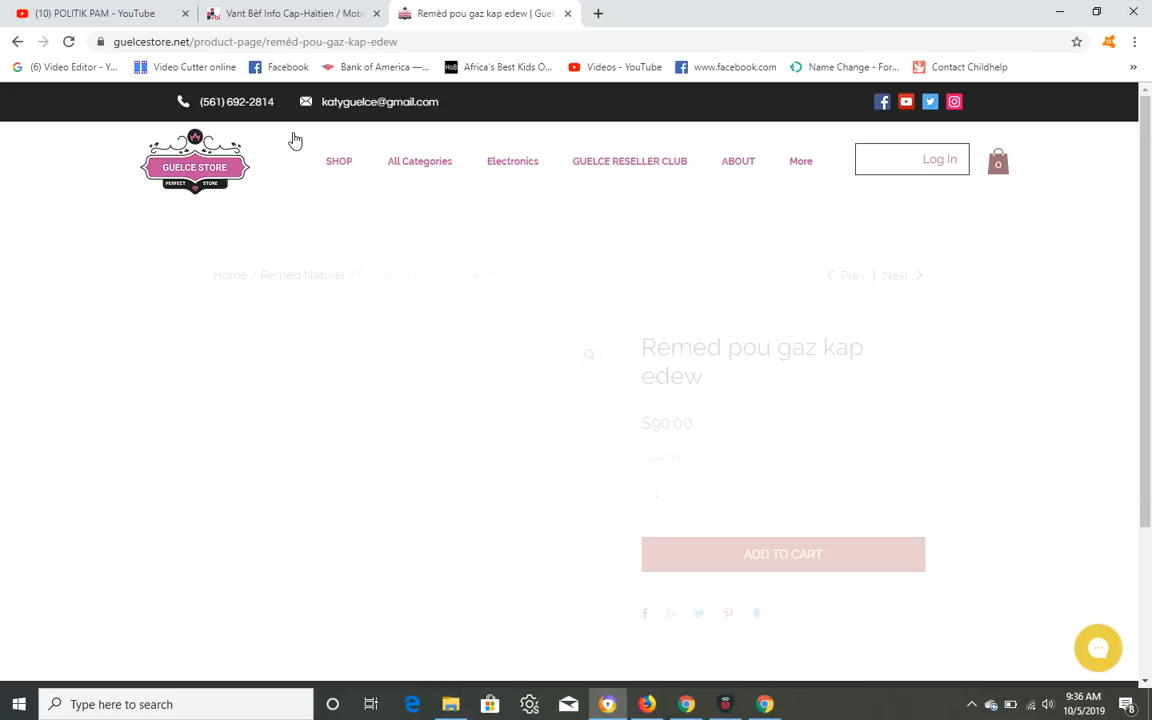 (10) POLITIK PAM - YouTube
Vant Bèf Info Cap-Haïtien / Mob
Remèd pou gaz kap edew | Guel
guelcestore.net/product-page/remèd-pou-gaz-kap-edew
(6) Video Editor - Y...
Video Cutter online
Facebook
Bank of America —...
HoB
Africa's Best Kids O...
Videos - YouTube
www.facebook.com
Name Change - For...
Contact Childhelp
(561) 692-2814
katyguelce@gmail.com
GUELCE STORE
PERFECT STORE
SHOP
All Categories
Electronics
GUELCE RESELLER CLUB
ABOUT
More
Log In
0
Home / Remed Naturel / Remèd pou gaz kap edew
Prev | Next
Remèd pou gaz kap
edew
$90.00
Quantity
1
ADD TO CART
Type here to search
9:36 AM
10/5/2019
8